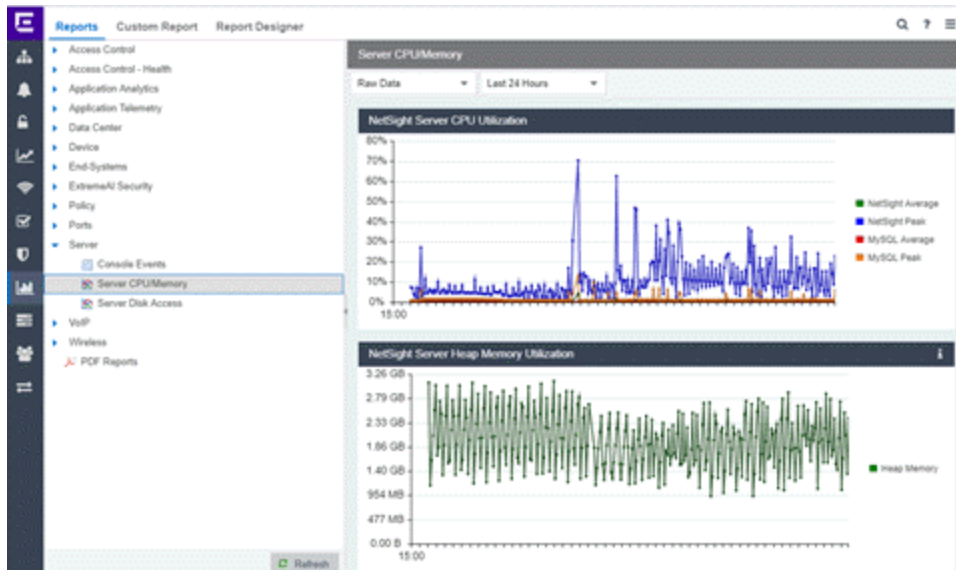 Reports Custom Report Report Designer
Access Control
Access Control - Health
Application Analytics
Application Telemetry
Data Center
Device
End-Systems
ExtremeAI Security
Policy
Ports
Server
Console Events
Server CPU/Memory
Server Disk Access
VoIP
Wireless
PDF Reports
Refresh
Server CPU/Memory
Raw Data Last 24 Hours
NetSight Server CPU Utilization
80%
70%
60%
50%
40%
30%
20%
10%
0%
15:00
NetSight Average
NetSight Peak
MySQL Average
MySQL Peak
NetSight Server Heap Memory Utilization
3.26 GB
2.79 GB
2.33 GB
1.86 GB
1.40 GB
954 MB
477 MB
0.00 B
15:00
Heap Memory